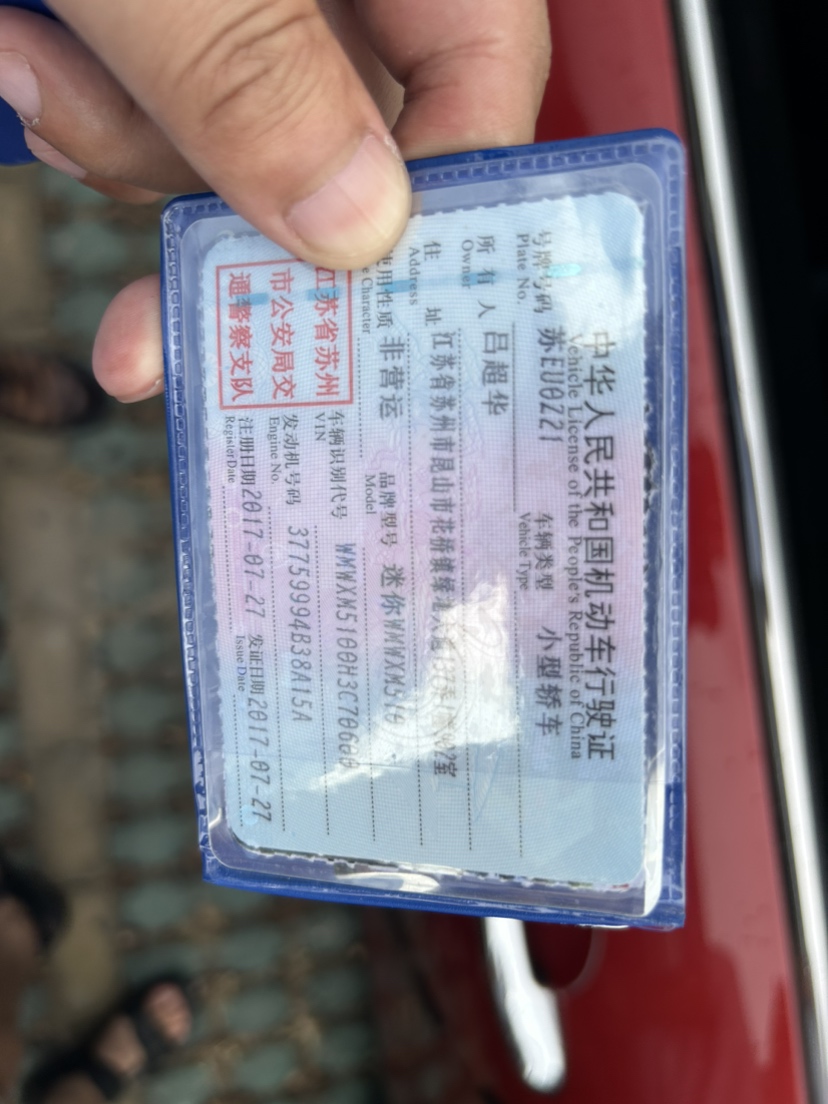 中华人民共和国机动车行驶证
Vehicle License of the People's Republic of China
号牌号码 苏EU0Z21 车辆类型 小型轿车
Plate No. Vehicle Type
所有人 吕超华
Owner
住址 江苏省苏州市昆山市花桥镇绿地大道
Address
使用性质 非营运 品牌型号 迷你WMWXM510
Character Model
江苏省苏州
市公安局交
通警察支队
车辆识别代号 WMWXM5100H3C70600
VIN
发动机号码 37759994B38A15A
Engine No.
注册日期 2017-07-27 发证日期 2017-07-27
Register Date Issue Date